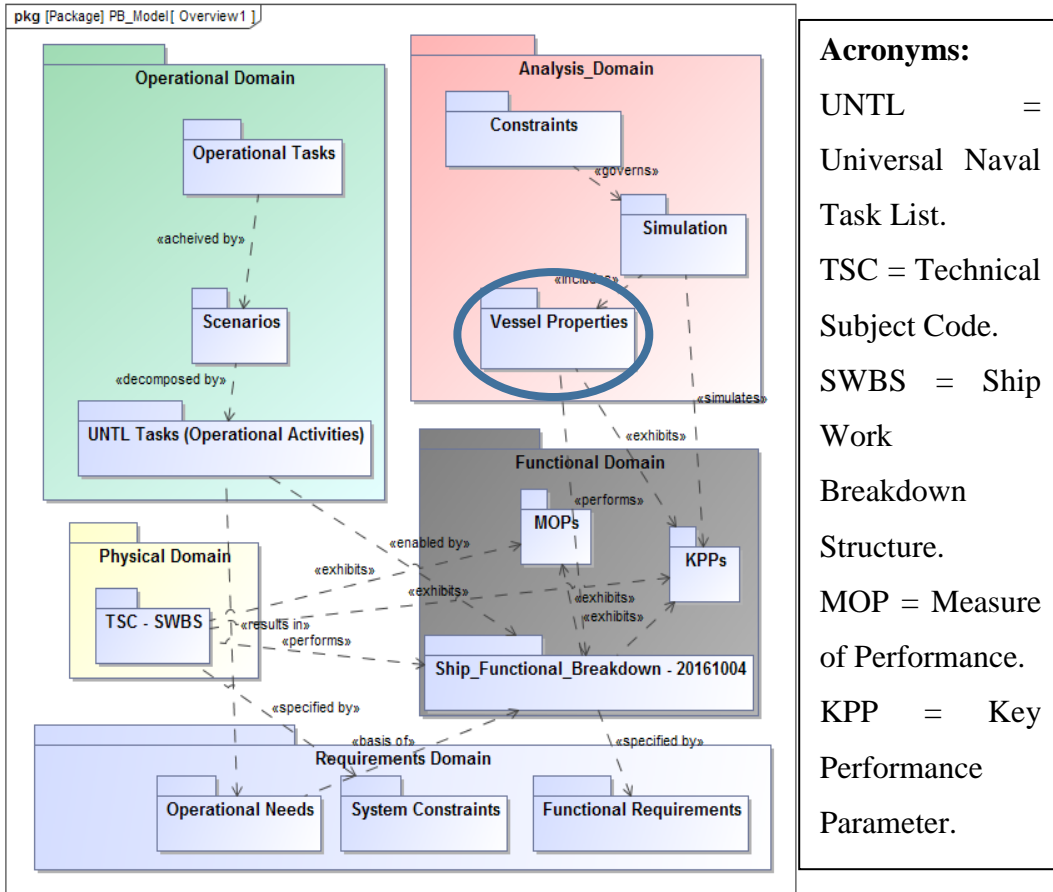 pkg [Package] PB_Model[ Overview1 ]
Operational Domain
Operational Tasks
«acheived by»
Scenarios
«decomposed by»
UNTL Tasks (Operational Activities)
Analysis_Domain
Constraints
«governs»
Simulation
«includes»
Vessel Properties
«simulates»
«exhibits»
Functional Domain
«performs»
MOPs
KPPs
«enabled by»
«exhibits»
«exhibits»
«exhibits»
«exhibits»
Physical Domain
TSC - SWBS
«results in»
«performs»
Ship_Functional_Breakdown - 20161004
«specified by»
«basis of»
«specified by»
Requirements Domain
Operational Needs
System Constraints
Functional Requirements
Acronyms:
UNTL =
Universal Naval
Task List.
TSC = Technical
Subject Code.
SWBS = Ship
Work
Breakdown
Structure.
MOP = Measure
of Performance.
KPP = Key
Performance
Parameter.